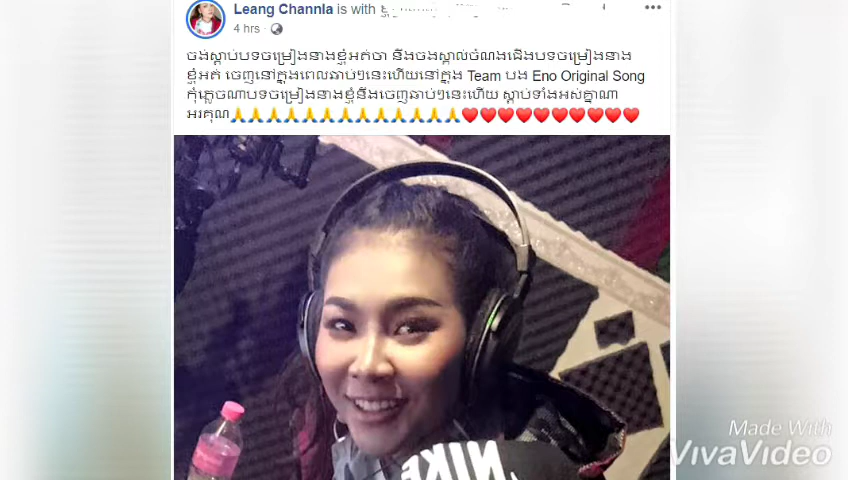 Leang Channla is with
4 hrs ·
ចង់ស្តាប់បទចម្រៀងនាងខ្ញុំអត់ចា៎ នឹងចង់ស្គាល់ចំណងជើងបទចម្រៀងនាង
ខ្ញុំអត់ ចេញនៅក្នុងពេលឆាប់ៗនេះហើយនៅក្នុង Team បង Eno Original Song
កុំភ្លេចណាបទចម្រៀងនាងខ្ញុំនឹងចេញឆាប់ៗនេះហើយ ស្តាប់ទាំងអស់គ្នាណា
អរគុណ🙏🙏🙏🙏🙏🙏🙏🙏🙏🙏🙏🙏🙏❤️❤️❤️❤️❤️❤️❤️❤️❤️❤️
NIKE
Made With
VivaVideo